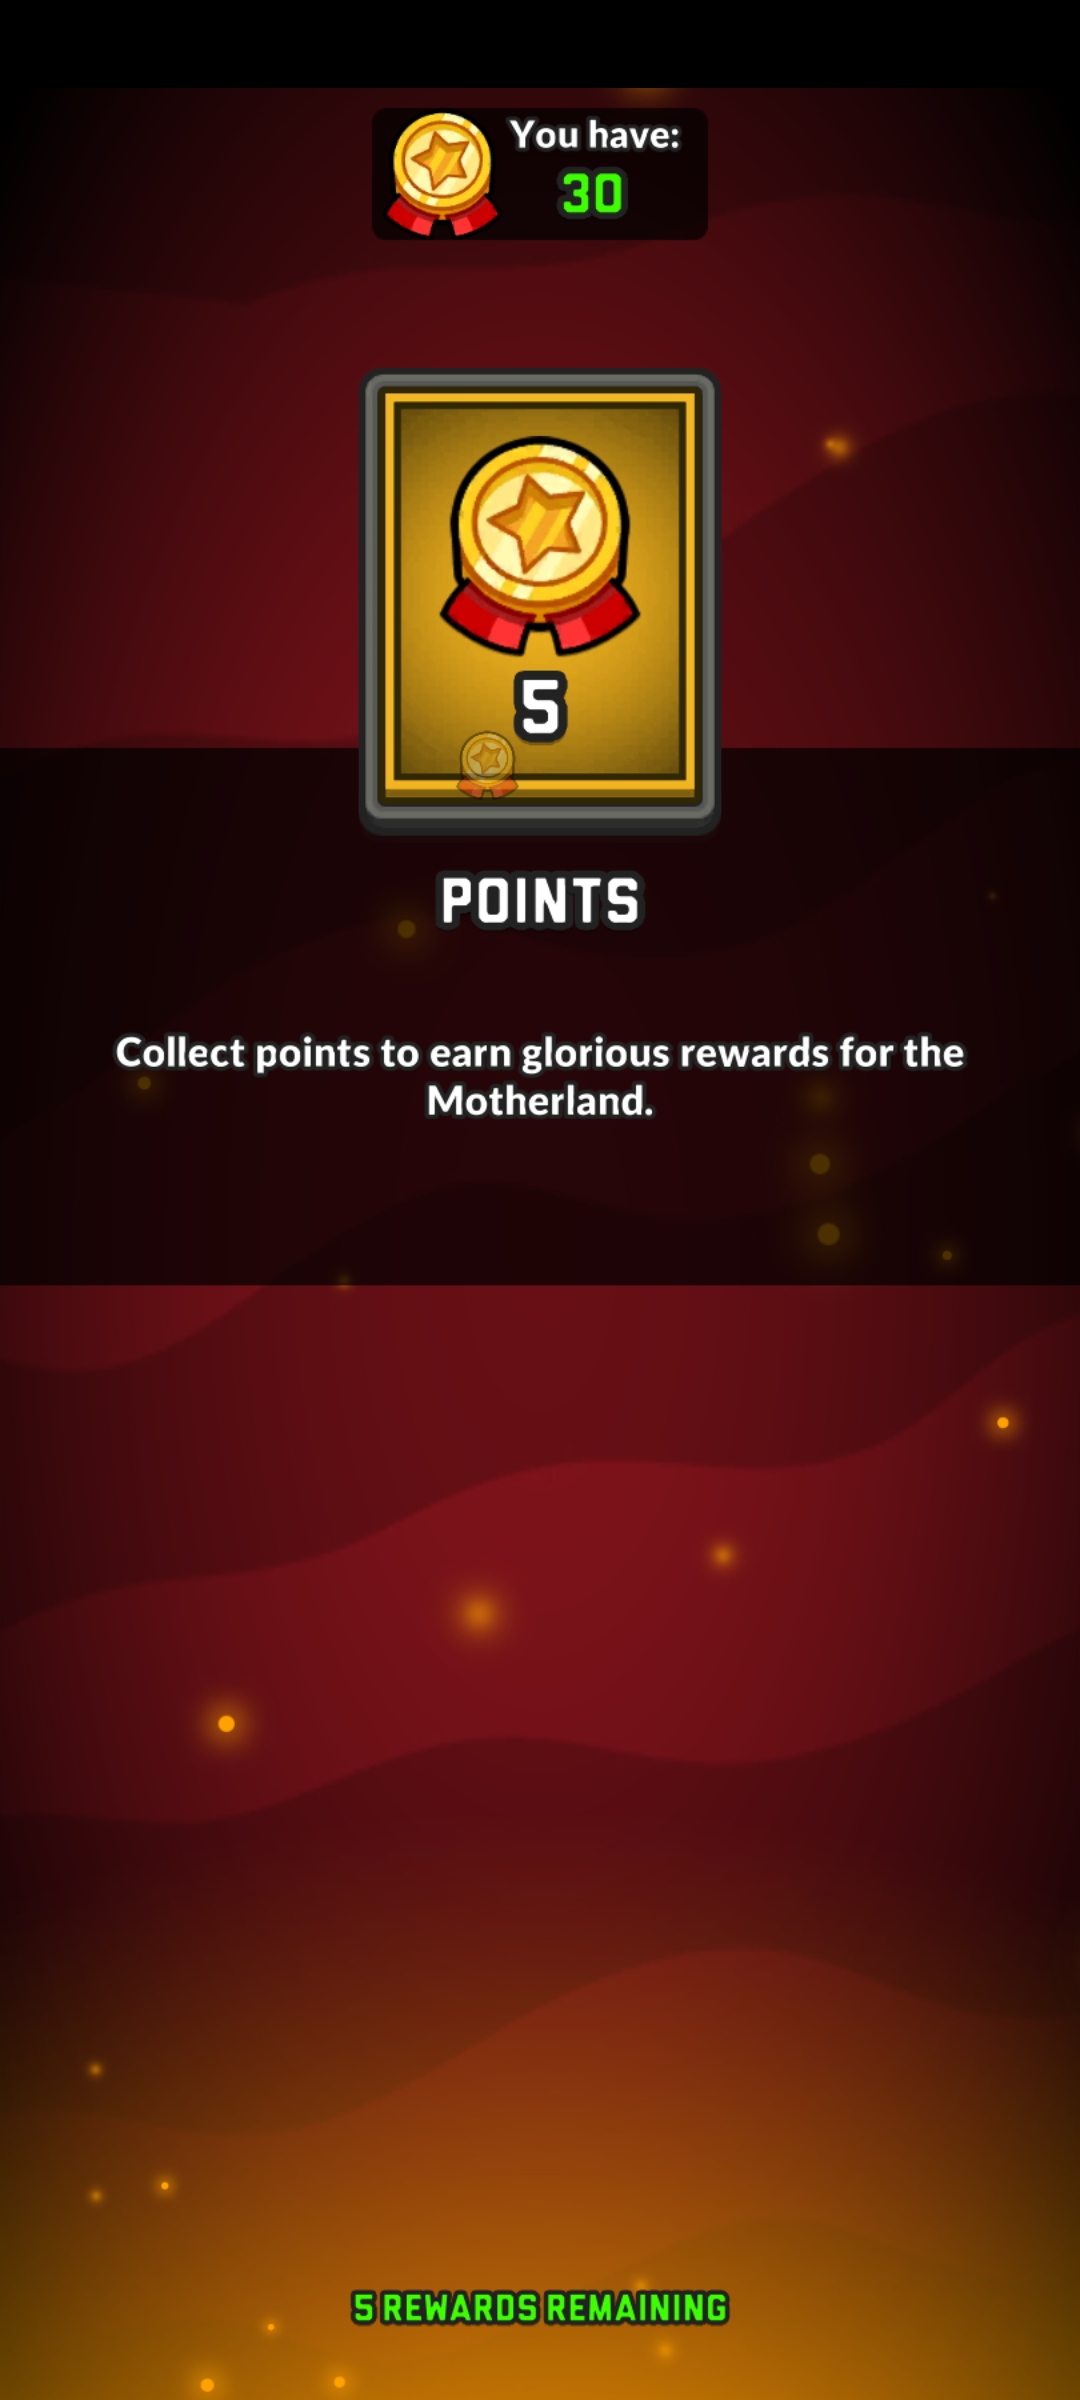 You have:
30
5
POINTS
Collect points to earn glorious rewards for the
Motherland.
5 REWARDS REMAINING